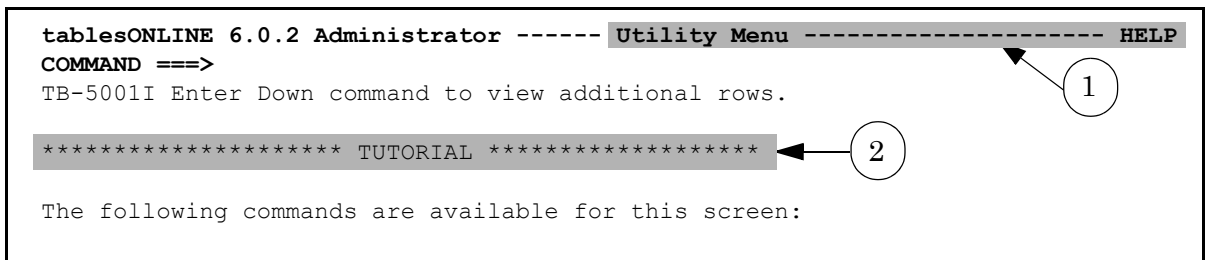 tablesONLINE 6.0.2 Administrator ------ Utility Menu --------------------- HELP
COMMAND ===>
1
TB-5001I Enter Down command to view additional rows.
********************* TUTORIAL *******************
2
The following commands are available for this screen: